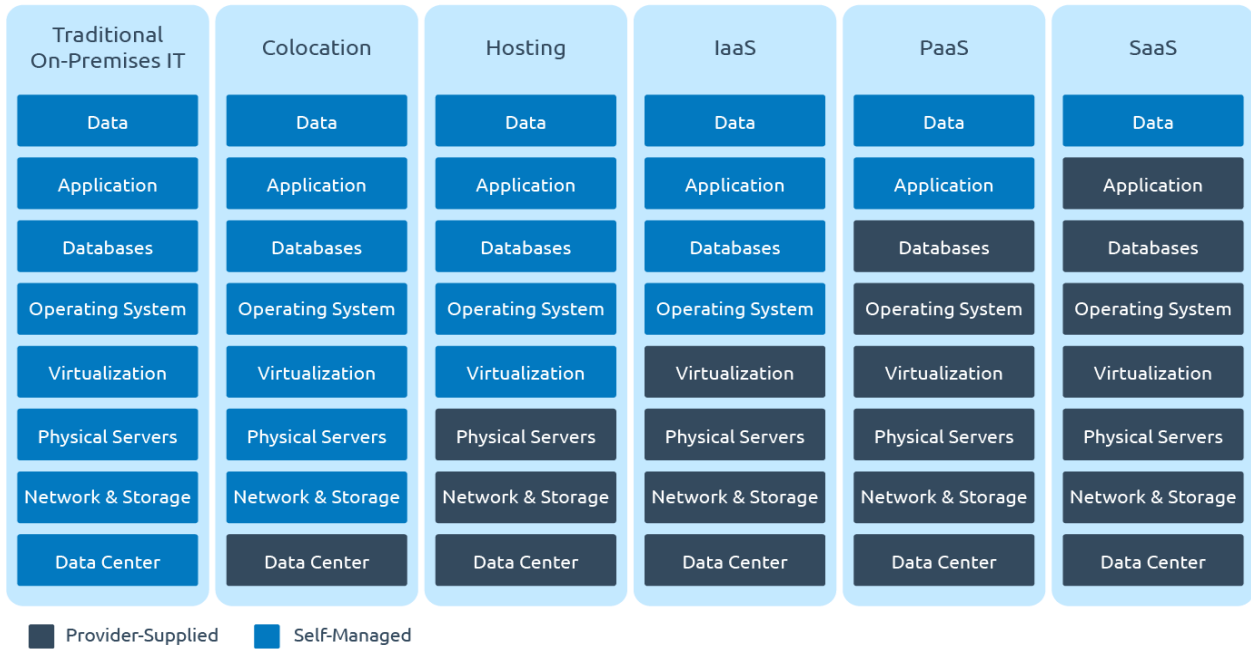 Traditional
On-Premises IT
Colocation
Hosting
IaaS
PaaS
SaaS
Data
Data
Data
Data
Data
Data
Application
Application
Application
Application
Application
Application
Databases
Databases
Databases
Databases
Databases
Databases
Operating System
Operating System
Operating System
Operating System
Operating System
Operating System
Virtualization
Virtualization
Virtualization
Virtualization
Virtualization
Virtualization
Physical Servers
Physical Servers
Physical Servers
Physical Servers
Physical Servers
Physical Servers
Network & Storage
Network & Storage
Network & Storage
Network & Storage
Network & Storage
Network & Storage
Data Center
Data Center
Data Center
Data Center
Data Center
Data Center
Provider-Supplied
Self-Managed